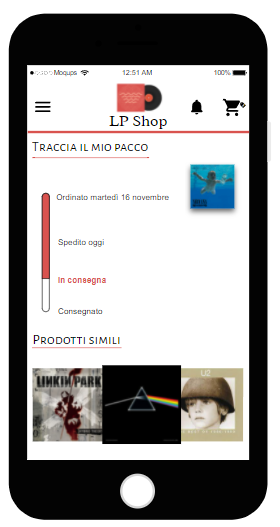 Moqups 12:51 AM 100%
LP Shop
Traccia il mio pacco
Ordinato martedì 16 novembre
Spedito oggi
In consegna
Consegnato
Prodotti simili
LINKIN PARK
U2